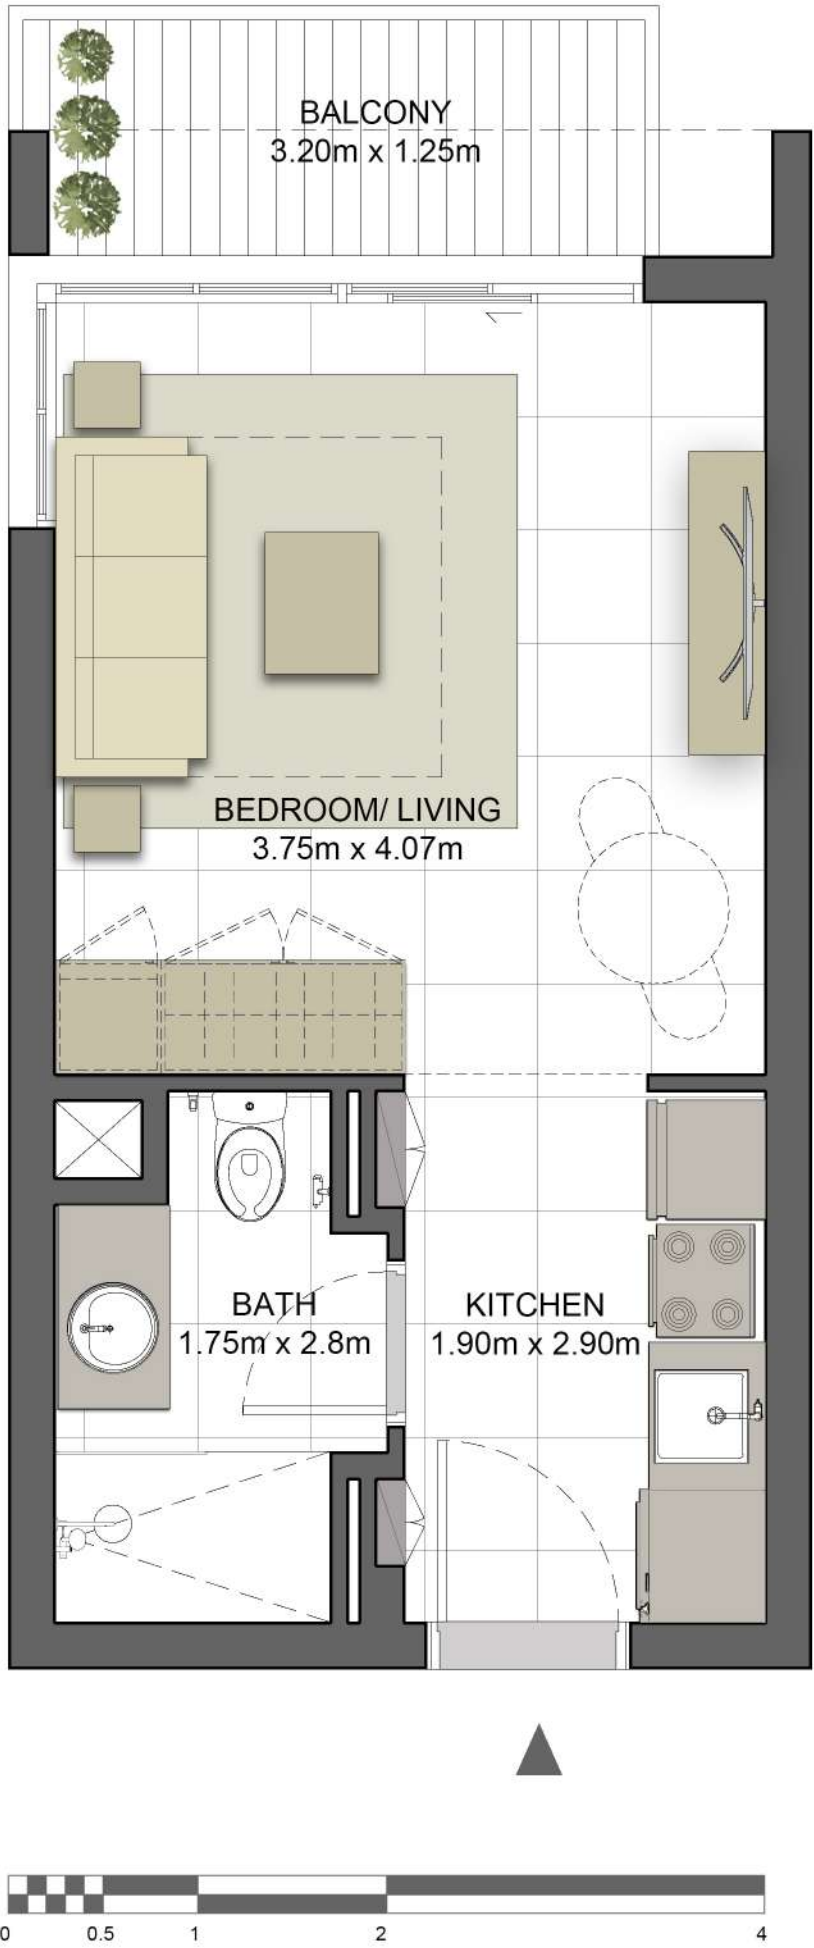 BALCONY
3.20m x 1.25m
BEDROOM/ LIVING
3.75m x 4.07m
BATH
1.75m x 2.8m
KITCHEN
1.90m x 2.90m
0 0.5 1 2 4